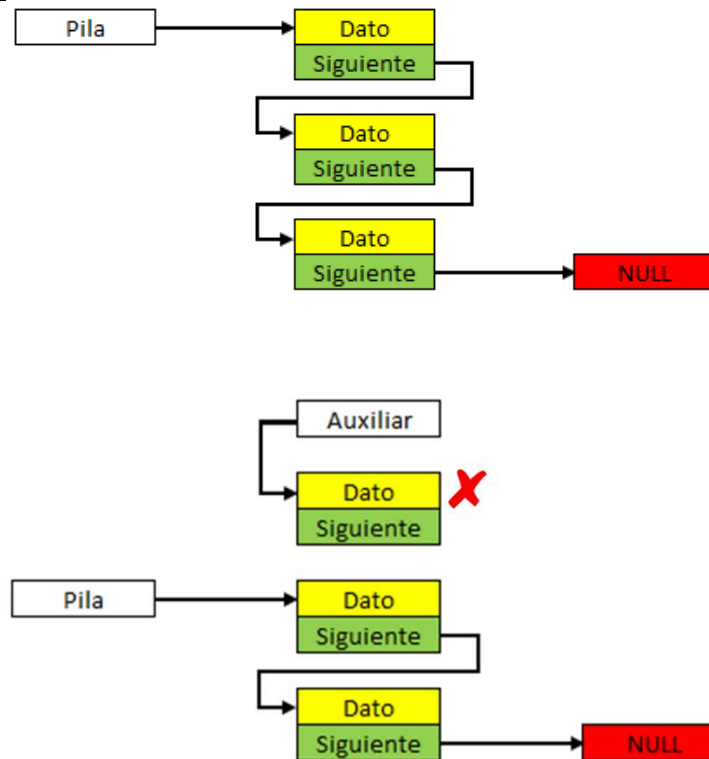 Pila
Dato
Siguiente
Dato
Siguiente
Dato
Siguiente
NULL
Auxiliar
Dato
Siguiente
Pila
Dato
Siguiente
Dato
Siguiente
NULL